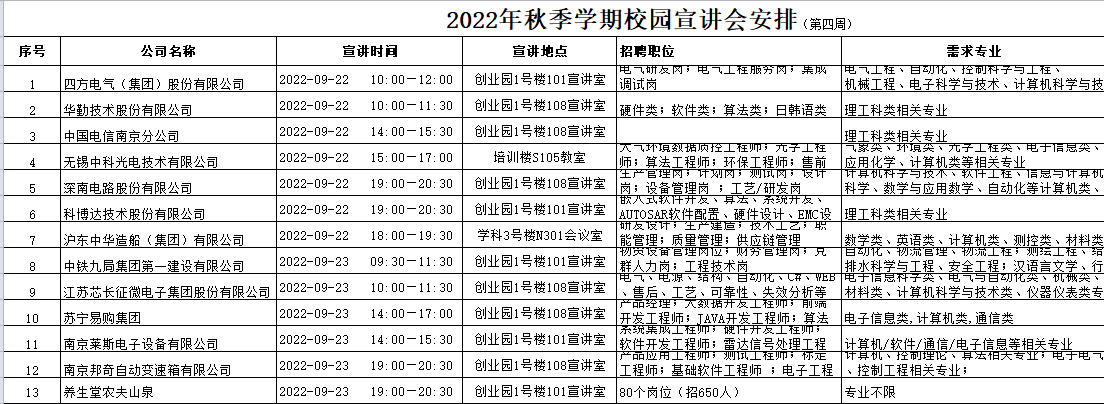 2022年秋季学期校园宣讲会安排（第四周）
序号 公司名称 宣讲时间 宣讲地点 招聘职位 需求专业
1 四方电气（集团）股份有限公司 2022-09-22 10:00—12:00 创业园1号楼101宣讲室 电气研发岗；电气工程服务岗；集成 电气工程、自动化、控制科学与工程、
调试岗 机械工程、电子科学与技术、计算机科学与技
2 华勤技术股份有限公司 2022-09-22 10:00—11:30 创业园1号楼108宣讲室 硬件类；软件类；算法类；日韩语类 理工科类相关专业
3 中国电信南京分公司 2022-09-22 14:00—15:30 创业园1号楼108宣讲室 理工科类相关专业
4 无锡中科光电技术有限公司 2022-09-22 15:00—17:00 培训楼S105教室 大气环境数据质控工程师；光学工程 气象类、环境类、光学工程类、电子信息类、
师；算法工程师；环保工程师；售前 应用化学、计算机类等相关专业
5 深南电路股份有限公司 2022-09-22 19:00—20:30 创业园1号楼108宣讲室 生产管理岗；计划岗；测试岗；设计 计算机科学与技术、软件工程、信息与计算
岗；设备管理岗 ；工艺/研发岗 科学、数学与应用数学、自动化等计算机类、
6 科博达技术股份有限公司 2022-09-22 19:00—20:30 创业园1号楼101宣讲室 嵌入式软件开发、算法、系统开发、 理工科类相关专业
AUTOSAR软件配置、硬件设计、EMC设
7 沪东中华造船（集团）有限公司 2022-09-22 18:00—19:30 学科3号楼N301会议室 研发设计；生产建造；技术工艺；职 数学类、英语类、计算机类、测控类、材料类
能管理；质量管理；供应链管理
8 中铁九局集团第一建设有限公司 2022-09-23 09:30—11:30 创业园1号楼101宣讲室 物资设备管理岗位；财务管理岗；党 自动化、物流管理、物流工程；测绘工程、给
群人力岗；工程技术岗 排水科学与工程、安全工程；汉语言文学、行
9 江苏芯长征微电子集团股份有限公司 2022-09-23 10:00—11:30 创业园1号楼108宣讲室 电气、电源、结构、自动化、C#、WEB 电子信息科学类、电气与自动化类、机械类、
、售后、工艺、可靠性、失效分析等 材料类、计算机科学与技术类、仪器仪表类专
10 苏宁易购集团 2022-09-23 14:00—17:00 创业园1号楼101宣讲室 产品经理；大数据开发工程师；前端 电子信息类,计算机类,通信类
开发工程师；JAVA开发工程师；算法
11 南京莱斯电子设备有限公司 2022-09-23 14:00—15:30 创业园1号楼108宣讲室 系统集成工程师；硬件开发工程师； 计算机/软件/通信/电子信息等相关专业
软件开发工程师；雷达信号处理工程
12 南京邦奇自动变速箱有限公司 2022-09-23 19:00—20:30 创业园1号楼108宣讲室 产品应用工程师；测试工程师；标定 计算机、控制理论、算法相关专业；电子电气
工程师；基础软件工程师 ；电子工程 、控制工程相关专业；
13 养生堂农夫山泉 2022-09-23 19:00—20:30 创业园1号楼101宣讲室 80个岗位（招650人） 专业不限